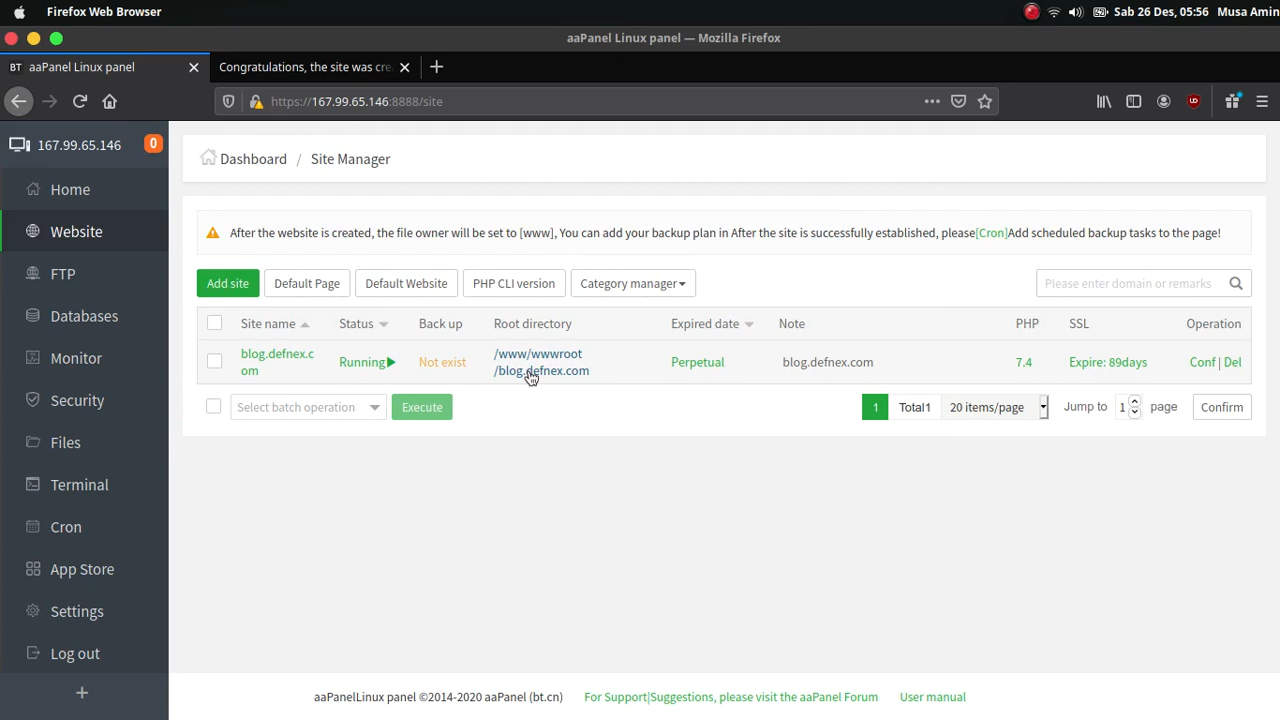 Firefox Web Browser
Sab 26 Des, 05:56 Musa Amin
aaPanel Linux panel — Mozilla Firefox
BT aaPanel Linux panel
Congratulations, the site was cre
https://167.99.65.146:8888/site
167.99.65.146 0
Home
Website
FTP
Databases
Monitor
Security
Files
Terminal
Cron
App Store
Settings
Log out
Dashboard / Site Manager
After the website is created, the file owner will be set to [www], You can add your backup plan in After the site is successfully established, please[Cron]Add scheduled backup tasks to the page!
Add site Default Page Default Website PHP CLI version Category manager Please enter domain or remarks
Site name Status Back up Root directory Expired date Note PHP SSL Operation
blog.defnex.c
om
Running
Not exist
/www/wwwroot
/blog.defnex.com
Perpetual
blog.defnex.com
7.4
Expire: 89days
Conf | Del
Select batch operation Execute 1 Total1 20 items/page Jump to 1 page Confirm
aaPanelLinux panel ©2014-2020 aaPanel (bt.cn) For Support|Suggestions, please visit the aaPanel Forum User manual